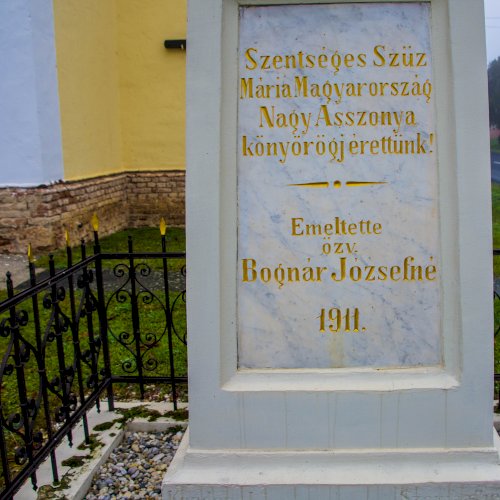 Szentséges Szüz
Mária Magyarország
Nagy Asszonya
könyörögj érettünk!
Emeltette
özv.
Bognár Józsefné
1911.